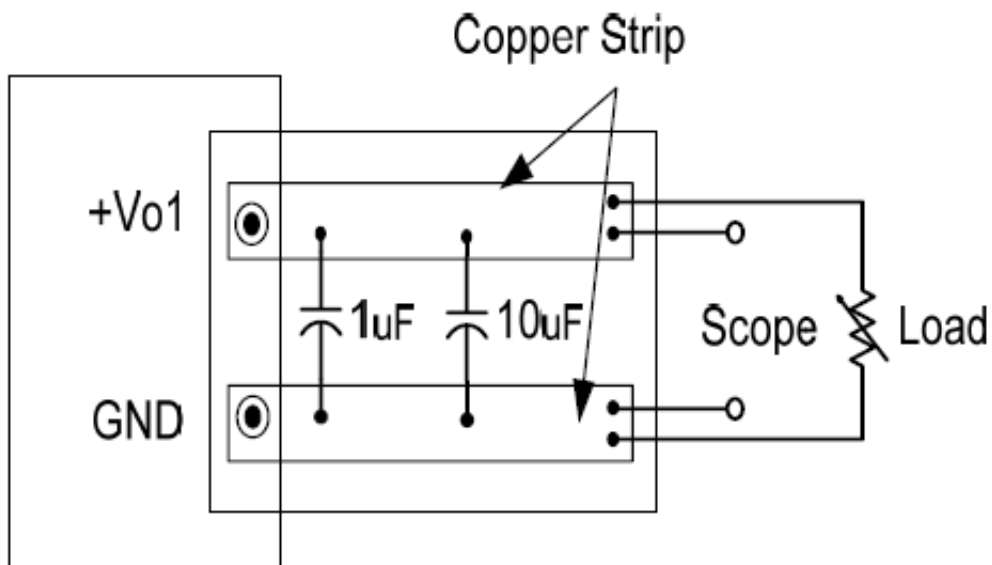 Copper Strip
+Vo1
1uF
10uF
Scope
Load
GND